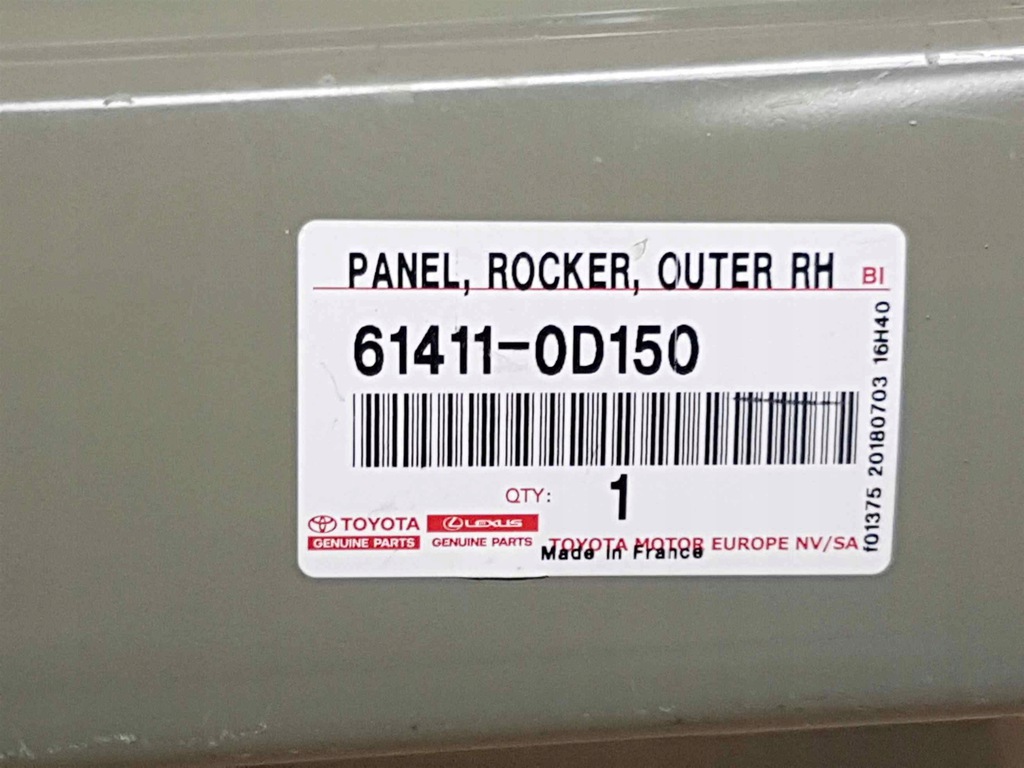 PANEL, ROCKER, OUTER RH BI
61411-0D150
QTY: 1
TOYOTA
GENUINE PARTS
LEXUS
GENUINE PARTS
TOYOTA MOTOR EUROPE NV/SA
Made in France
f01375 20180703 16H40